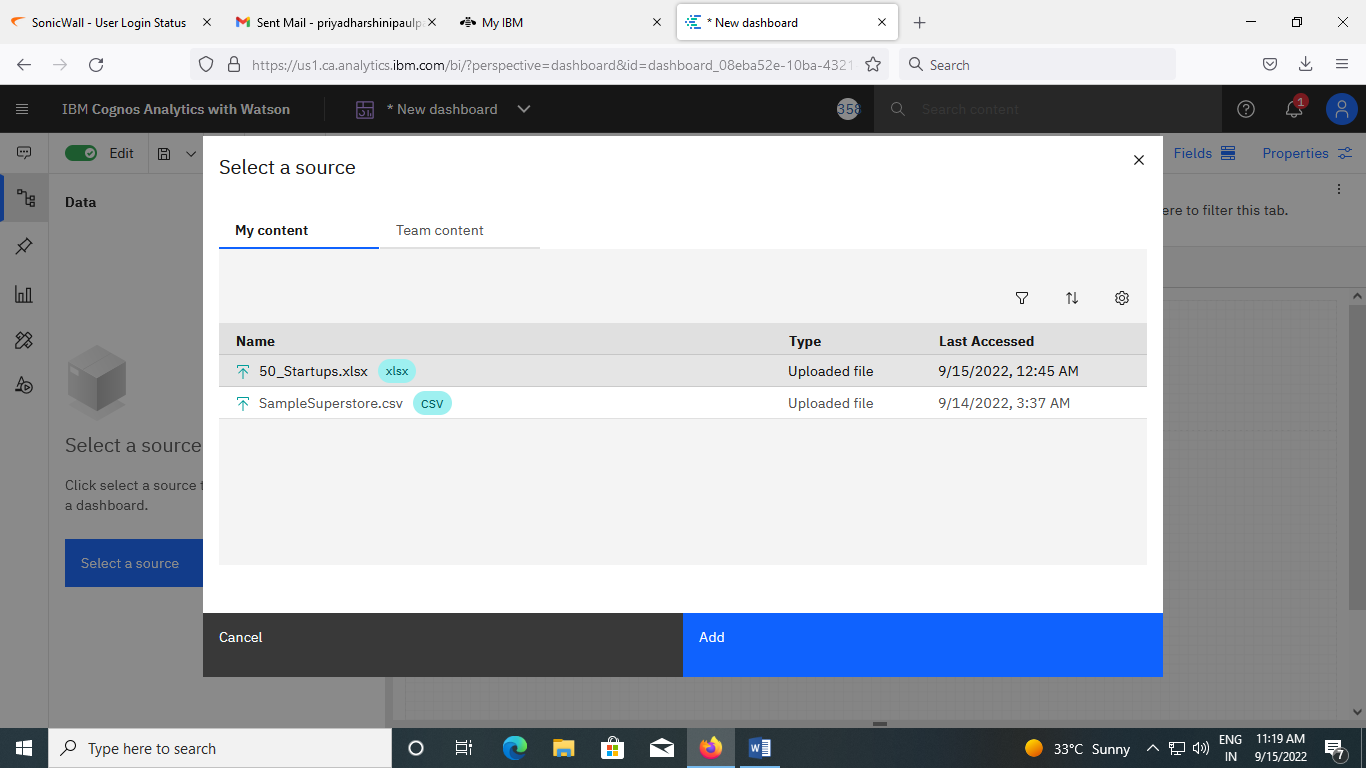 SonicWall - User Login Status
Sent Mail - priyadharshinipaulpa
My IBM
* New dashboard
https://us1.ca.analytics.ibm.com/bi/?perspective=dashboard&id=dashboard_08eba52e-10ba-4321
Search
IBM Cognos Analytics with Watson
* New dashboard
358
Search content
1
Edit
Fields
Properties
Data
ere to filter this tab.
Select a source
Click select a source t
a dashboard.
Select a source
Select a source
My content
Team content
Name Type Last Accessed
50_Startups.xlsx xlsx Uploaded file 9/15/2022, 12:45 AM
SampleSuperstore.csv CSV Uploaded file 9/14/2022, 3:37 AM
Cancel
Add
Type here to search
33°C Sunny
ENG
IN
11:19 AM
9/15/2022
7